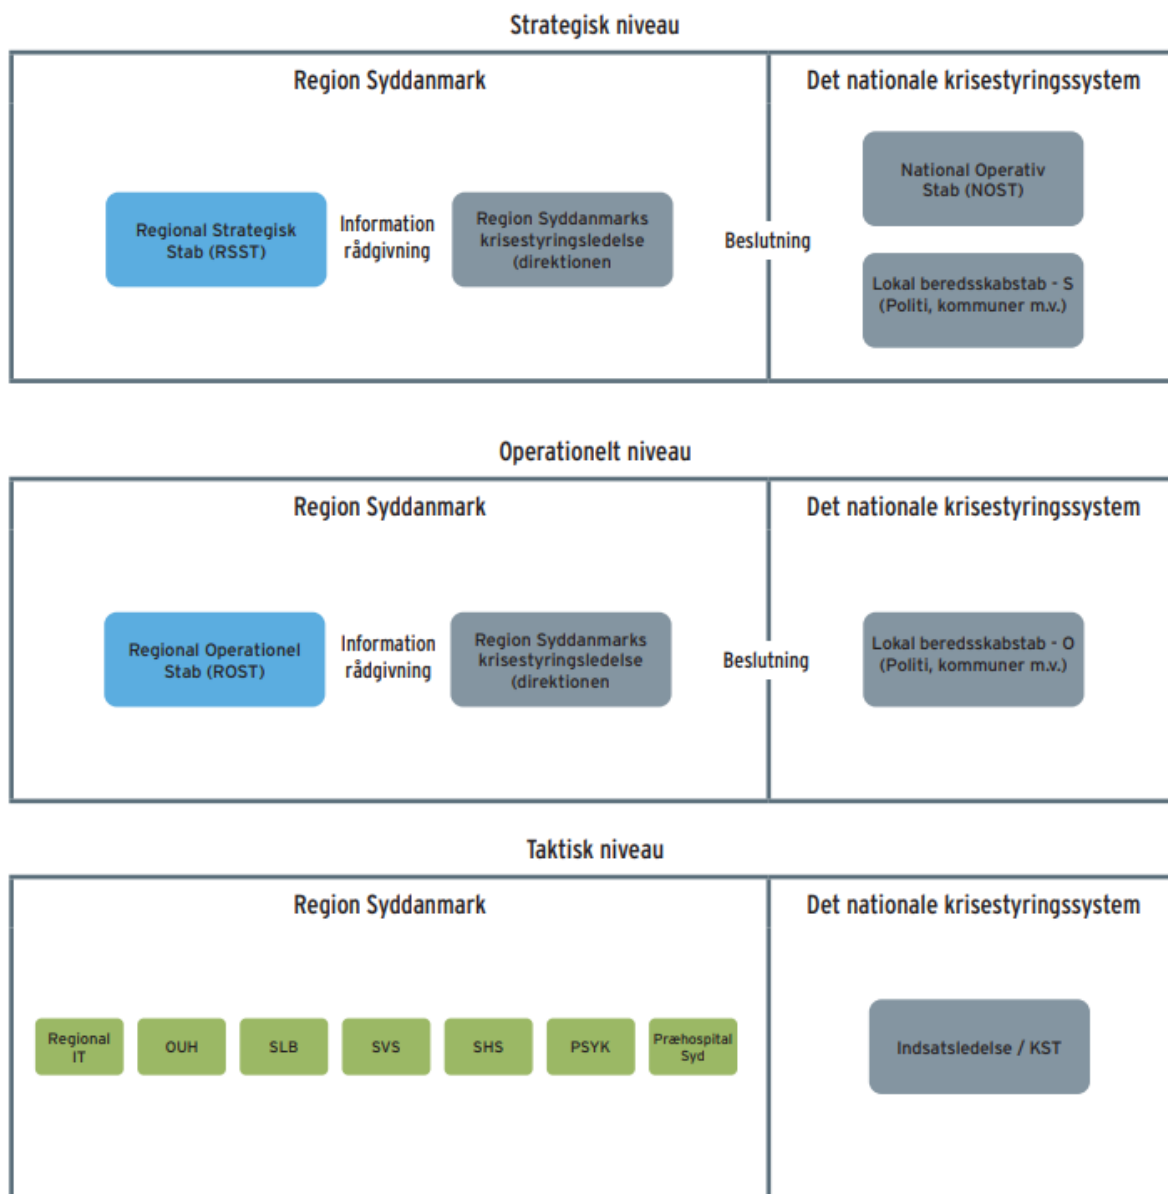 Strategisk niveau
Region Syddanmark
Det nationale krisestyringssystem
Regional Strategisk
Stab (RSST)
Information
rådgivning
Region Syddanmarks
krisestyringsledelse
(direktionen
Beslutning
National Operativ
Stab (NOST)
Lokal beredsskabstab - S
(Politi, kommuner m.v.)
Operationelt niveau
Region Syddanmark
Det nationale krisestyringssystem
Regional Operationel
Stab (ROST)
Information
rådgivning
Region Syddanmarks
krisestyringsledelse
(direktionen
Beslutning
Lokal beredsskabstab - O
(Politi, kommuner m.v.)
Taktisk niveau
Region Syddanmark
Det nationale krisestyringssystem
Regional
IT
OUH
SLB
SVS
SHS
PSYK
Præhospital
Syd
Indsatsledelse / KST